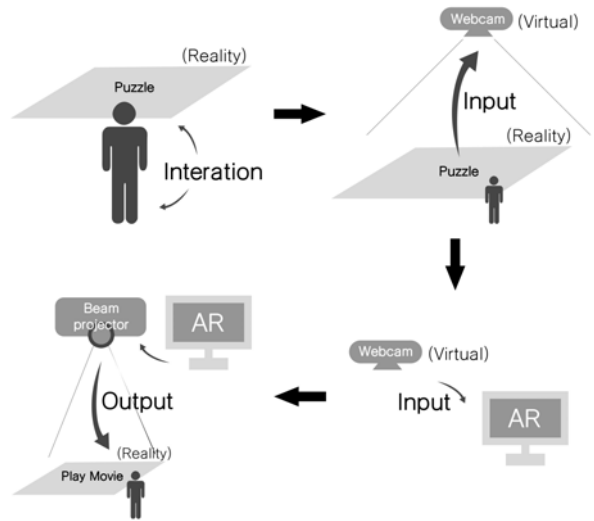 (Reality)
Puzzle
Interation
Webcam (Virtual)
Input
(Reality)
Puzzle
Webcam (Virtual)
Input
AR
Beam
projector
AR
Output
(Reality)
Play Movie